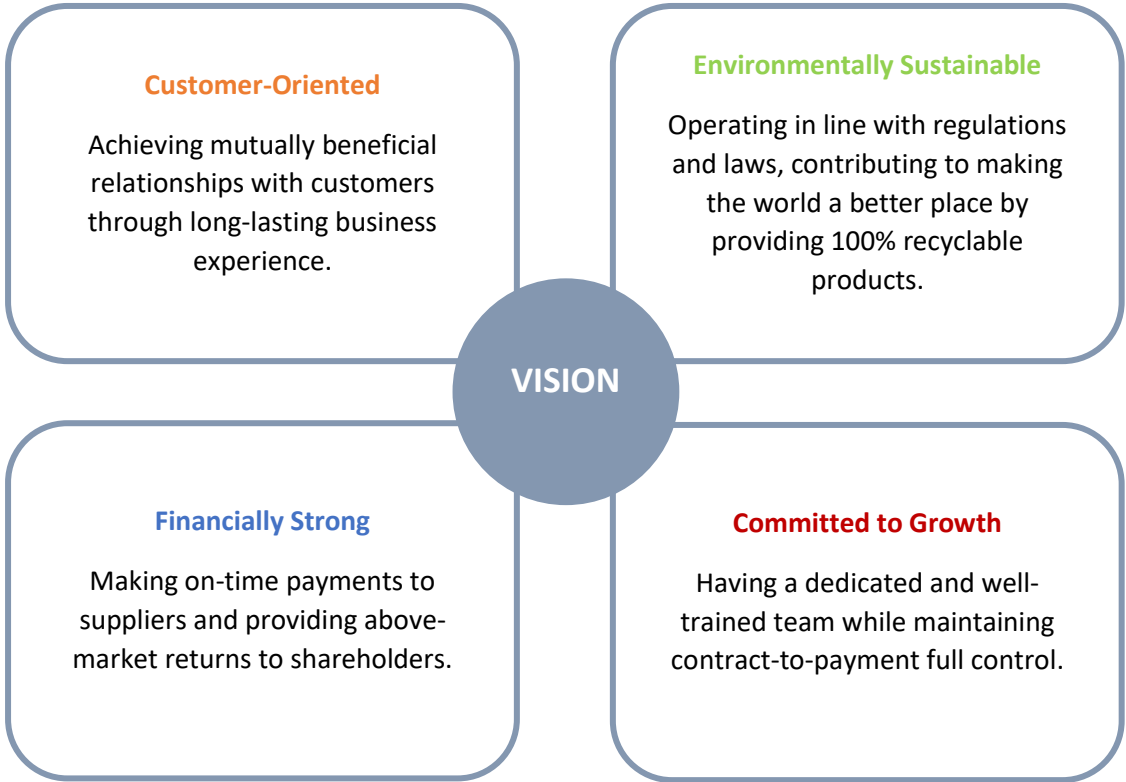 Customer-Oriented
Achieving mutually beneficial
relationships with customers
through long-lasting business
experience.
Environmentally Sustainable
Operating in line with regulations
and laws, contributing to making
the world a better place by
providing 100% recyclable
products.
VISION
Financially Strong
Making on-time payments to
suppliers and providing above-
market returns to shareholders.
Committed to Growth
Having a dedicated and well-
trained team while maintaining
contract-to-payment full control.